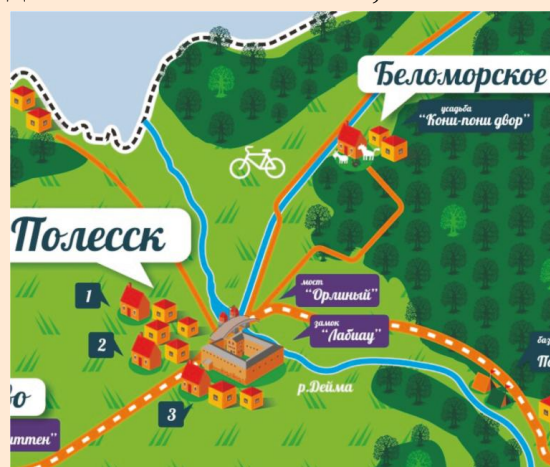 Беломорское
усадьба
"Кони-пони двор"
Полесск
мост
"Орлиный"
1
замок
"Лабиау"
2
р.Дейма
3